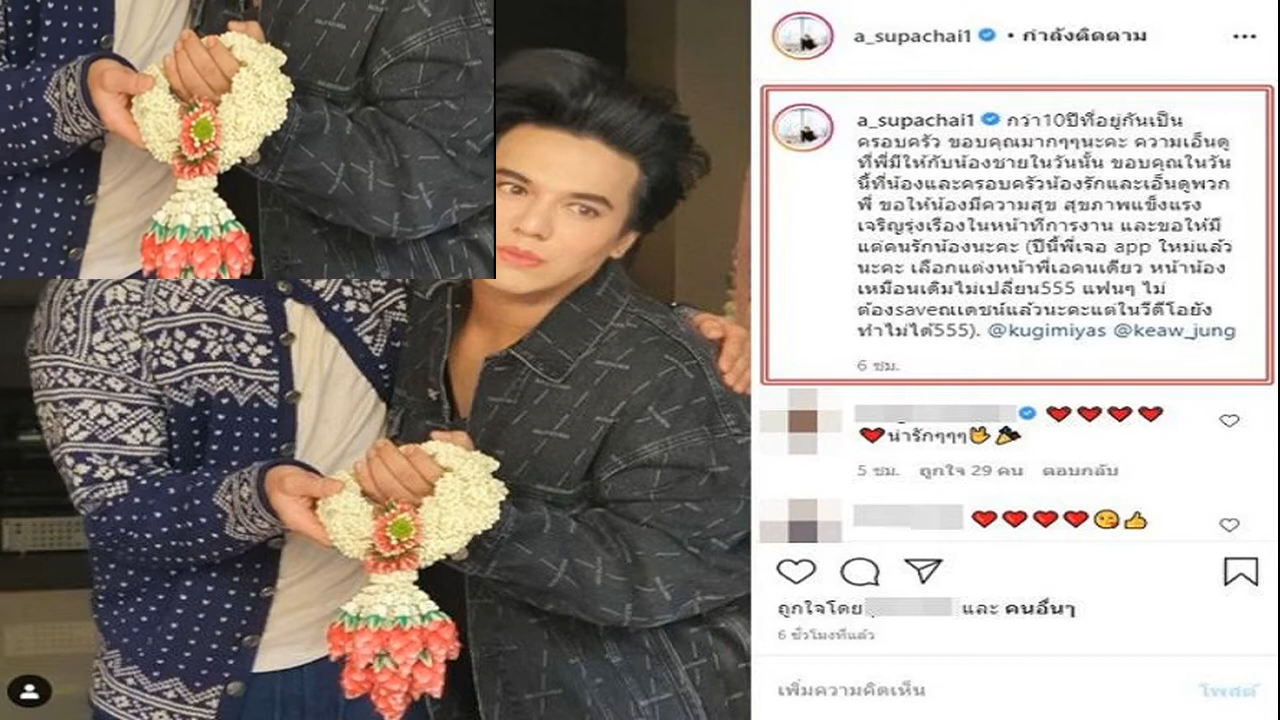 a_supachai1 • กำลังติดตาม
a_supachai1 กว่า10ปีที่อยู่กันเป็น
ครอบครัว ขอบคุณมากๆๆนะคะ ความเอ็นดู
ที่พี่มีให้กับน้องชายในวันนั้น ขอบคุณในวัน
นี้ที่น้องและครอบครัวน้องรักและเอ็นดูพวก
พี่ ขอให้น้องมีความสุข สุขภาพแข็งแรง
เจริญรุ่งเรืองในหน้าที่การงาน และขอให้มี
แต่คนรักน้องนะคะ (ปีนี้พี่เจอ app ใหม่แล้ว
นะคะ เลือกแต่งหน้าพี่เอคนเดียว หน้าน้อง
เหมือนเดิมไม่เปลี่ยน555 แฟนๆ ไม่
ต้องsaveณเดชน์แล้วนะคะแต่ในวีดีโอยัง
ทำไม่ได้555). @kugimiyas @keaw_jung
6 ชม.
❤❤❤❤
❤น่ารักๆๆๆ
5 ชม. ถูกใจ 29 คน ตอบกลับ
❤❤❤❤😘👍
ถูกใจโดย และ คนอื่นๆ
6 ชั่วโมงที่แล้ว
เพิ่มความคิดเห็น
โพสต์